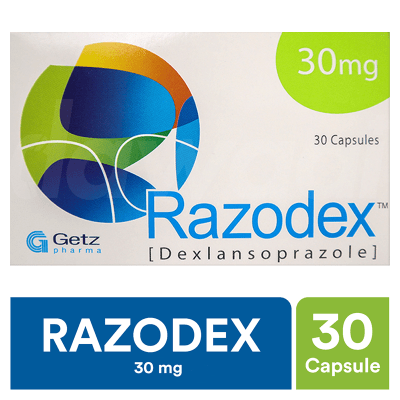 30mg
30 Capsules
Razodex™
[Dexlansoprazole]
Getz
pharma
RAZODEX
30 mg
30
Capsule